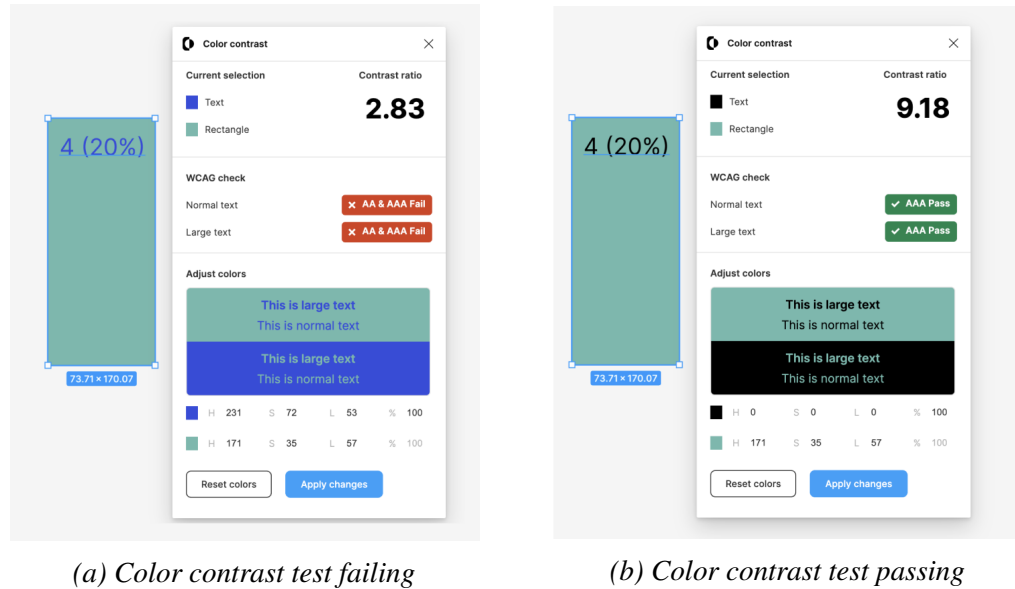 4 (20%)
73.71 × 170.07
Color contrast
Current selection Contrast ratio
Text
2.83
Rectangle
WCAG check
Normal text AA & AAA Fail
Large text AA & AAA Fail
Adjust colors
This is large text
This is normal text
This is large text
This is normal text
H 231 S 72 L 53 % 100
H 171 S 35 L 57 % 100
Reset colors Apply changes
(a) Color contrast test failing
4 (20%)
73.71 × 170.07
Color contrast
Current selection Contrast ratio
Text
9.18
Rectangle
WCAG check
Normal text AAA Pass
Large text AAA Pass
Adjust colors
This is large text
This is normal text
This is large text
This is normal text
H 0 S 0 L 0 % 100
H 171 S 35 L 57 % 100
Reset colors Apply changes
(b) Color contrast test passing